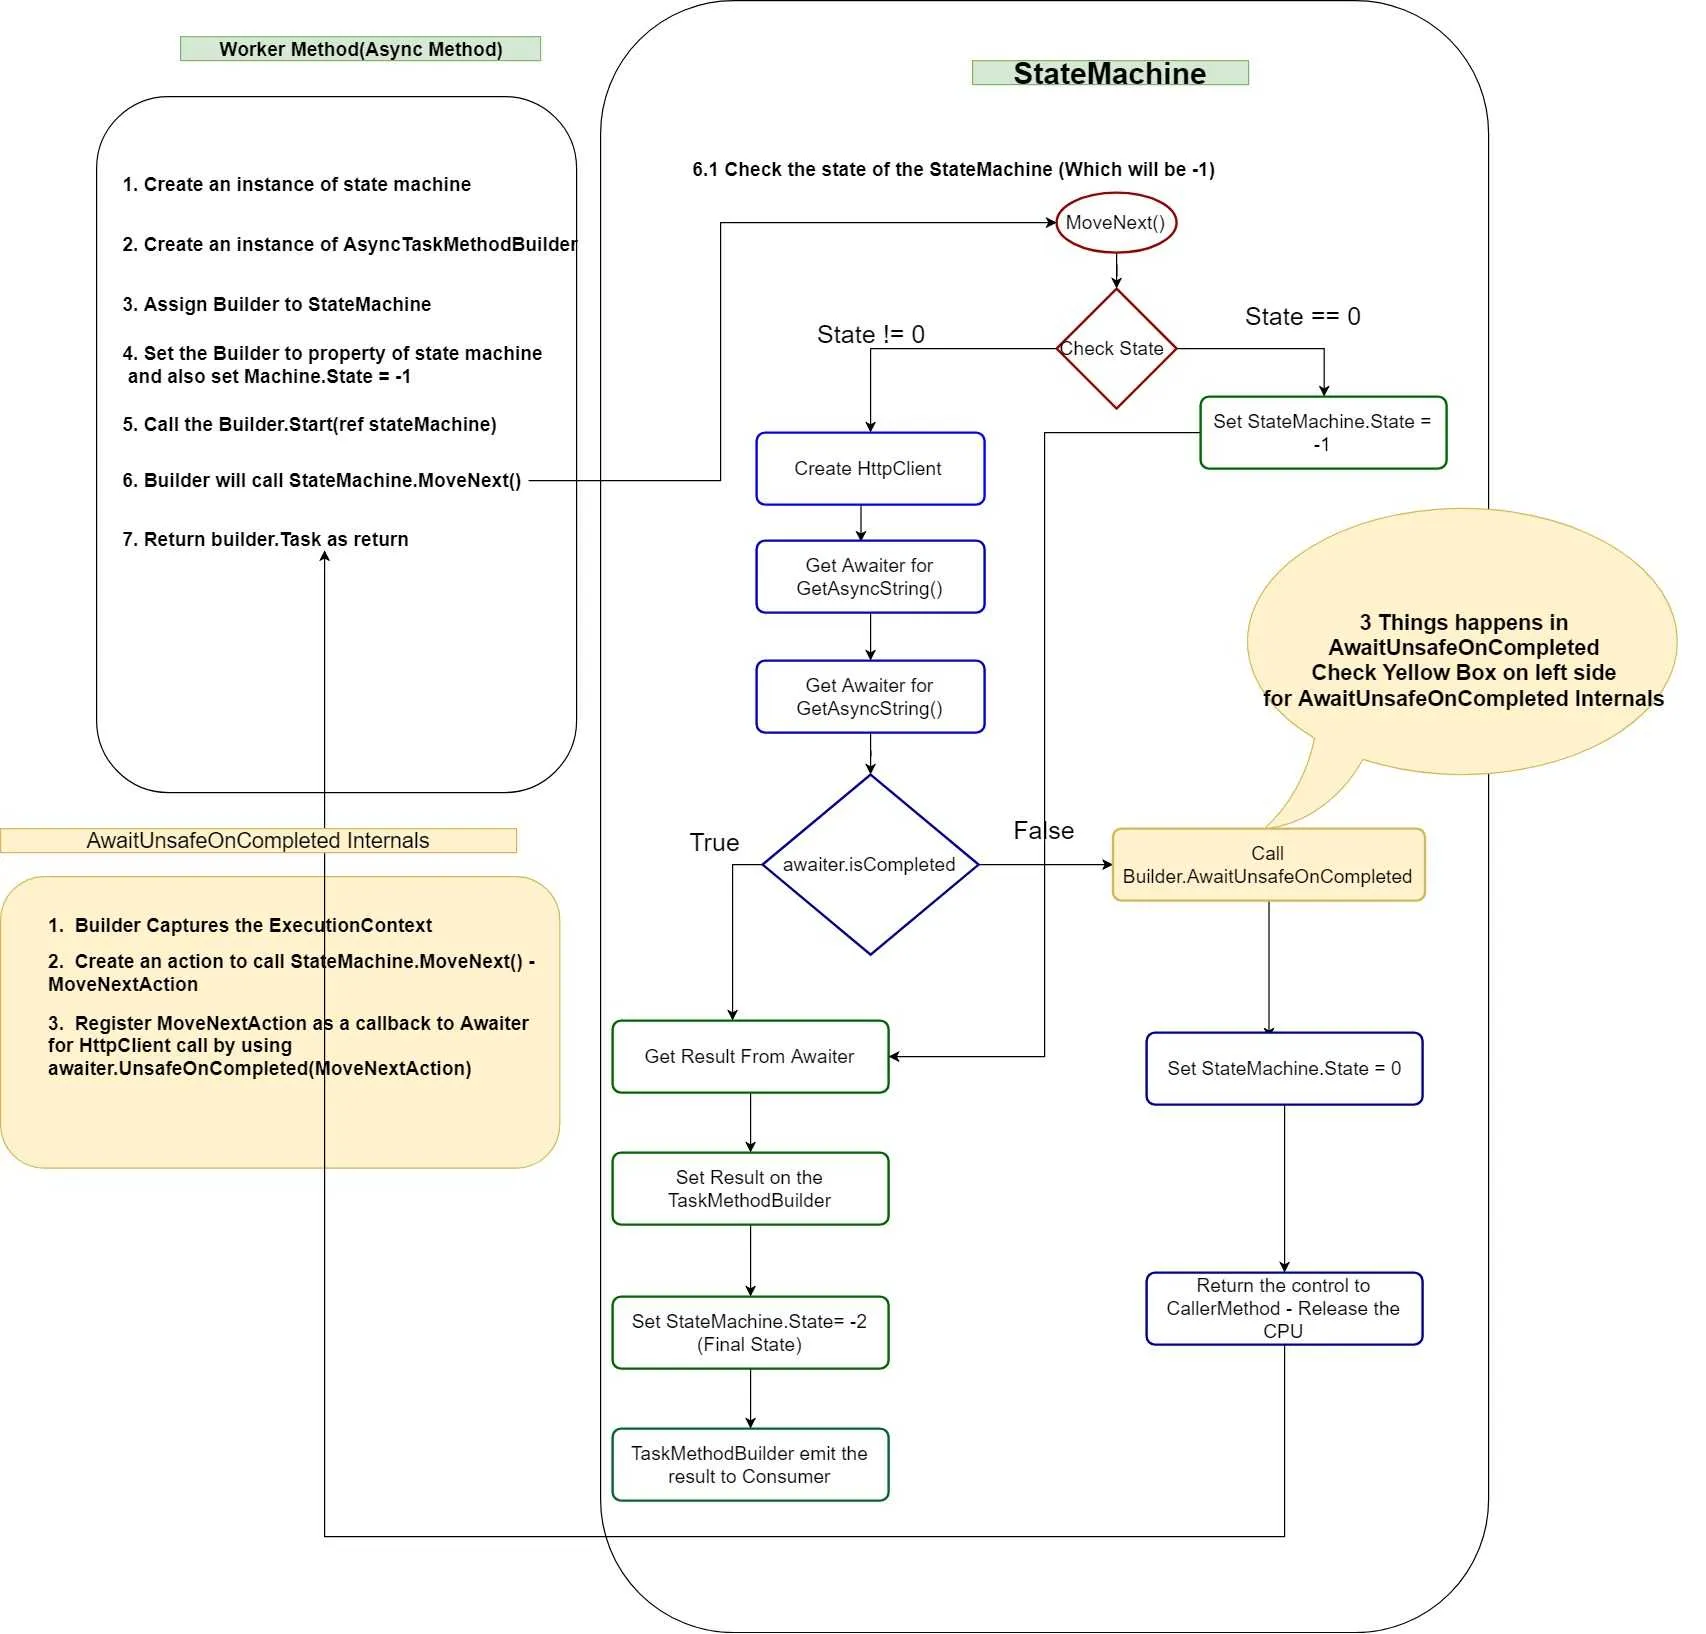 Worker Method(Async Method)
1. Create an instance of state machine
2. Create an instance of AsyncTaskMethodBuilder
3. Assign Builder to StateMachine
4. Set the Builder to property of state machine
and also set Machine.State = -1
5. Call the Builder.Start(ref stateMachine)
6. Builder will call StateMachine.MoveNext()
7. Return builder.Task as return
AwaitUnsafeOnCompleted Internals
1.  Builder Captures the ExecutionContext
2.  Create an action to call StateMachine.MoveNext() -
MoveNextAction
3.  Register MoveNextAction as a callback to Awaiter
for HttpClient call by using
awaiter.UnsafeOnCompleted(MoveNextAction)
StateMachine
6.1 Check the state of the StateMachine (Which will be -1)
MoveNext()
Check State
State != 0
State == 0
Set StateMachine.State =
-1
Create HttpClient
Get Awaiter for
GetAsyncString()
Get Awaiter for
GetAsyncString()
3 Things happens in
AwaitUnsafeOnCompleted
Check Yellow Box on left side
for AwaitUnsafeOnCompleted Internals
awaiter.isCompleted
True
False
Call
Builder.AwaitUnsafeOnCompleted
Get Result From Awaiter
Set StateMachine.State = 0
Set Result on the
TaskMethodBuilder
Return the control to
CallerMethod - Release the
CPU
Set StateMachine.State= -2
(Final State)
TaskMethodBuilder emit the
result to Consumer